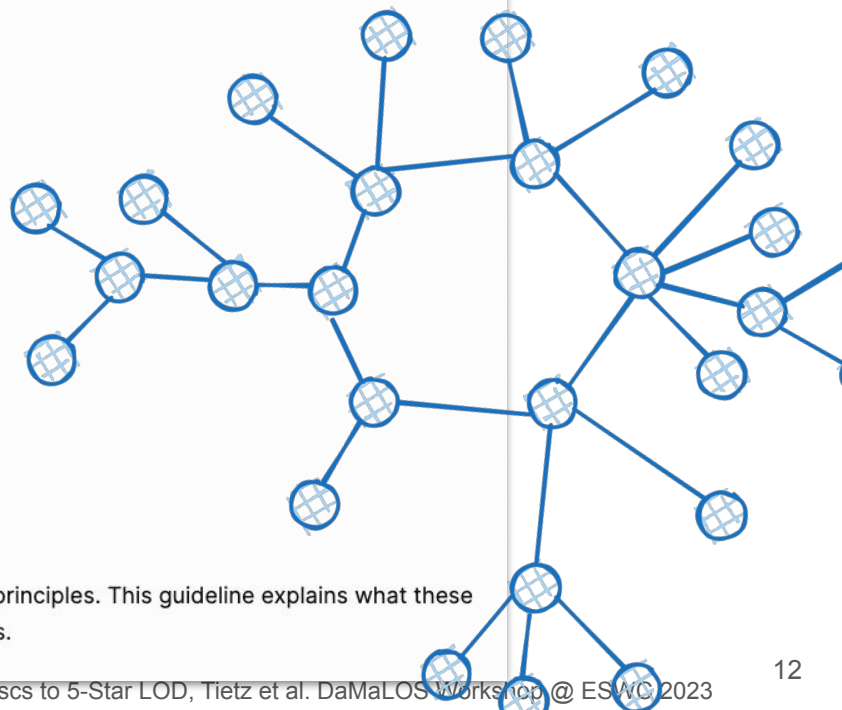 principles. This guideline explains what these
s.
12
scs to 5-Star LOD, Tietz et al. DaMaLOS Workshop @ ESWC 2023